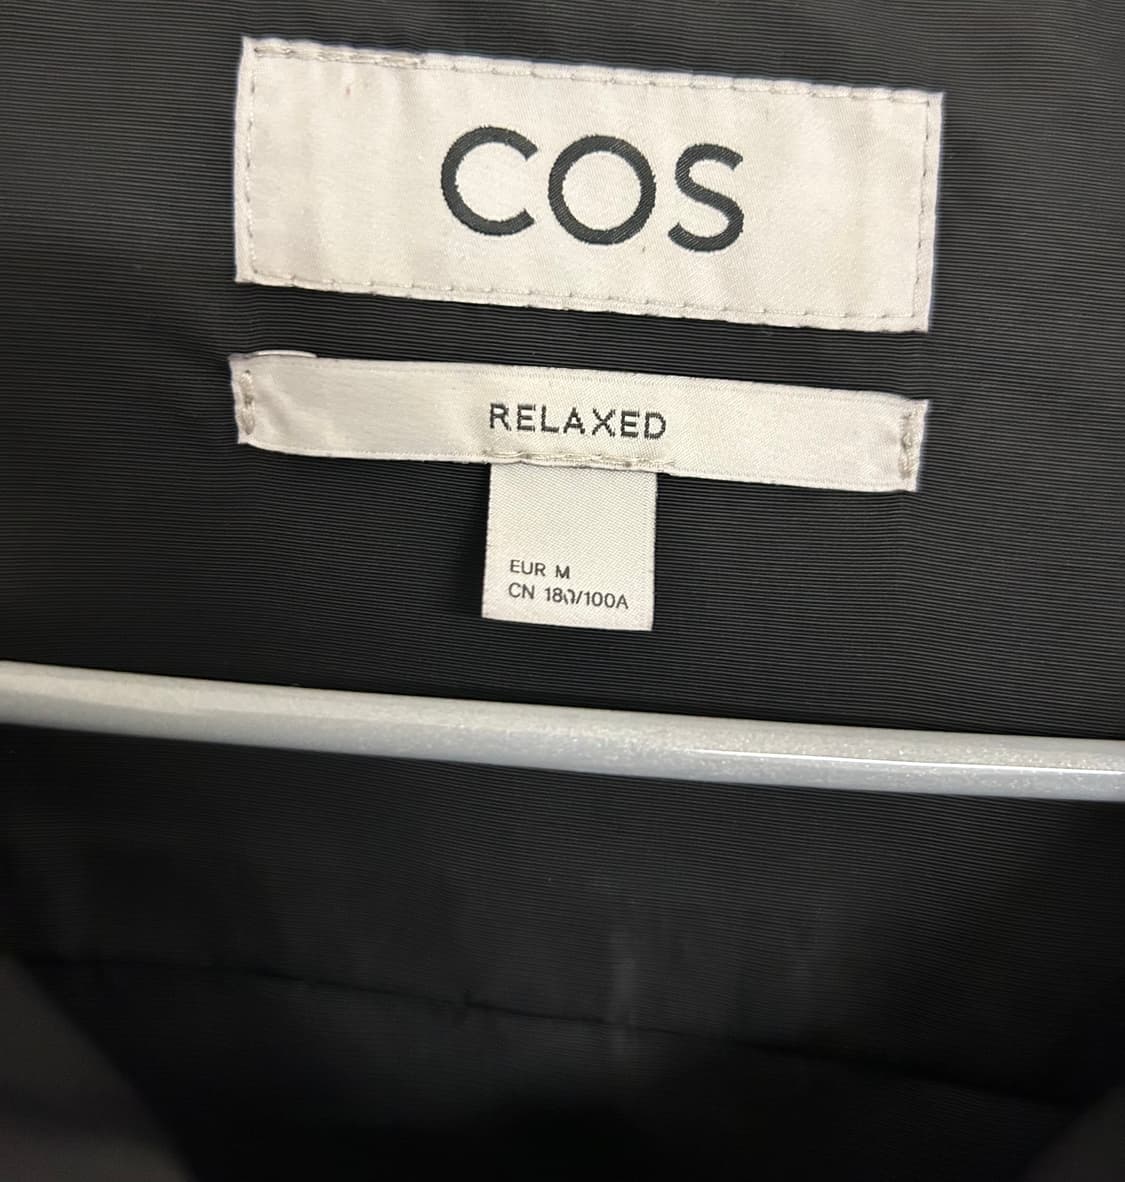 COS
RELAXED
EUR M
CN 180/100A